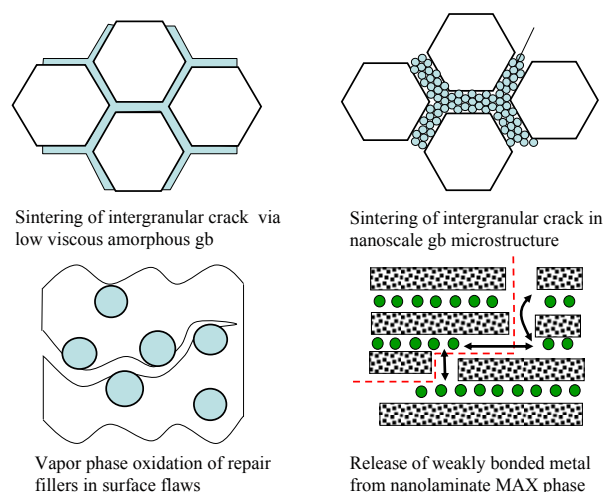 Sintering of intergranular crack via
low viscous amorphous gb
Sintering of intergranular crack in
nanoscale gb microstructure
Vapor phase oxidation of repair
fillers in surface flaws
Release of weakly bonded metal
from nanolaminate MAX phase